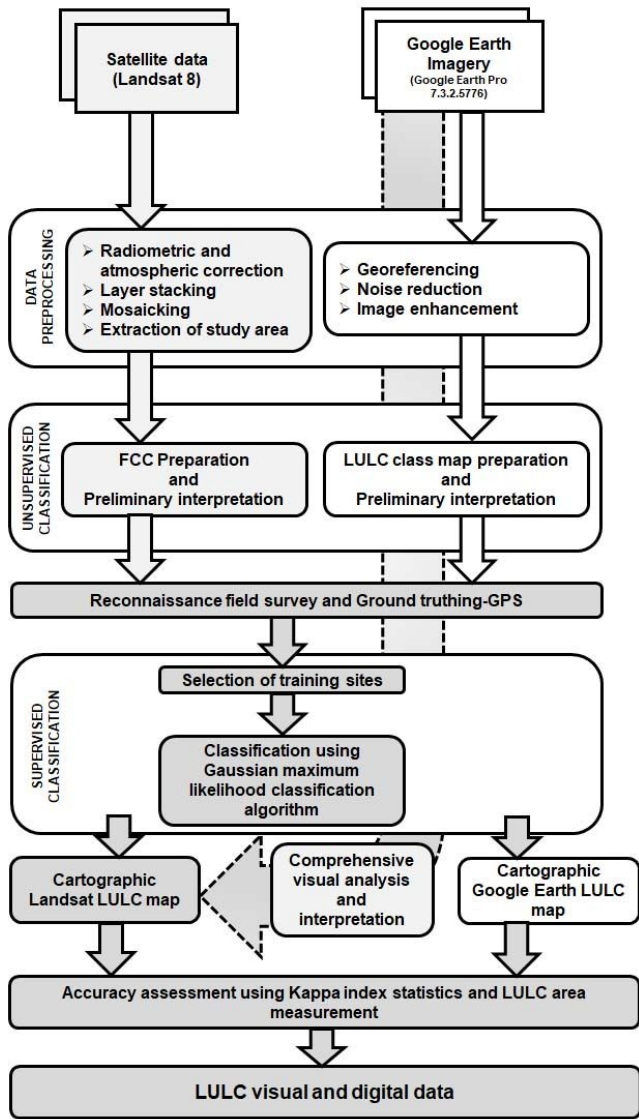 Satellite data
(Landsat 8)
Google Earth
Imagery
(Google Earth Pro
7.3.2.5776)
DATA
PREPROCESSING
➢ Radiometric and
atmospheric correction
➢ Layer stacking
➢ Mosaicking
➢ Extraction of study area
➢ Georeferencing
➢ Noise reduction
➢ Image enhancement
UNSUPERVISED
CLASSIFICATION
FCC Preparation
and
Preliminary interpretation
LULC class map preparation
and
Preliminary interpretation
Reconnaissance field survey and Ground truthing-GPS
SUPERVISED
CLASSIFICATION
Selection of training sites
Classification using
Gaussian maximum
likelihood classification
algorithm
Cartographic
Landsat LULC map
Comprehensive
visual analysis
and
interpretation
Cartographic
Google Earth LULC
map
Accuracy assessment using Kappa index statistics and LULC area
measurement
LULC visual and digital data